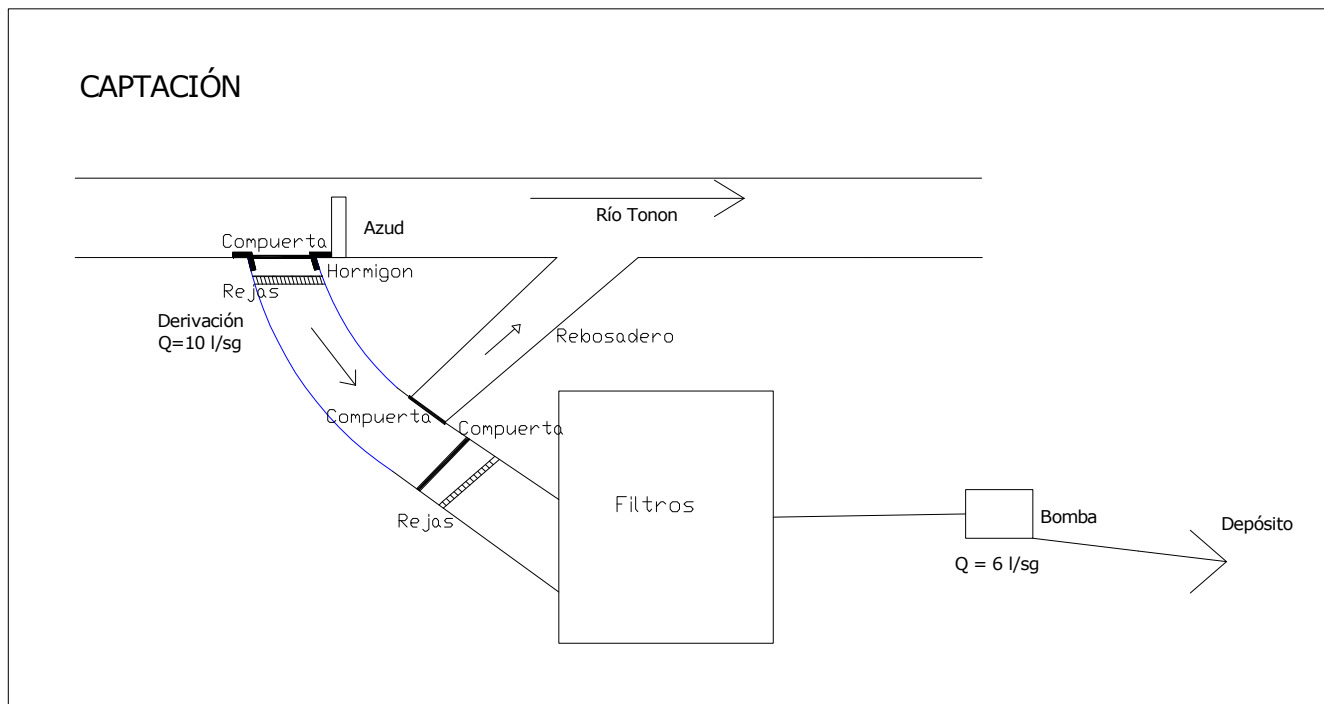 CAPTACIÓN
Río Tonon
Azud
Compuerta
Hormigon
Rejas
Derivación
Q=10 l/sg
Rebosadero
Compuerta
Compuerta
Rejas
Filtros
Bomba
Q = 6 l/sg
Depósito